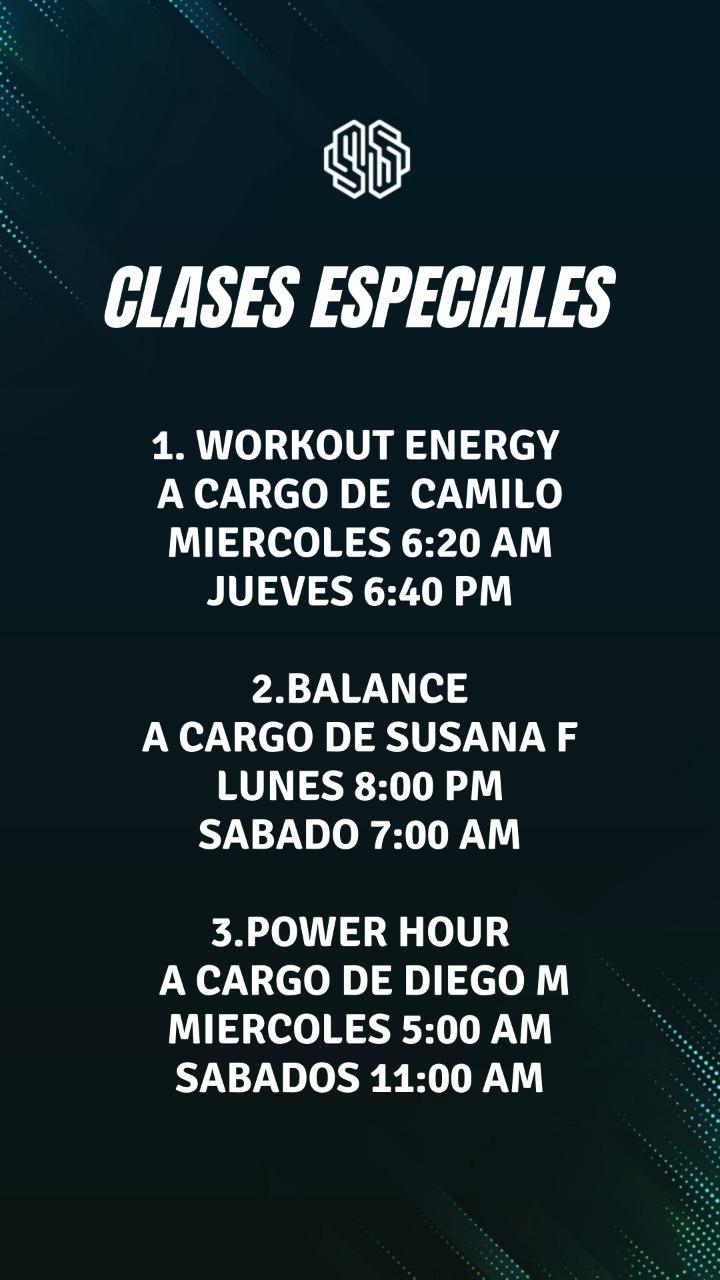 CLASES ESPECIALES
1. WORKOUT ENERGY
A CARGO DE CAMILO
MIERCOLES 6:20 AM
JUEVES 6:40 PM
2.BALANCE
A CARGO DE SUSANA F
LUNES 8:00 PM
SABADO 7:00 AM
3.POWER HOUR
A CARGO DE DIEGO M
MIERCOLES 5:00 AM
SABADOS 11:00 AM